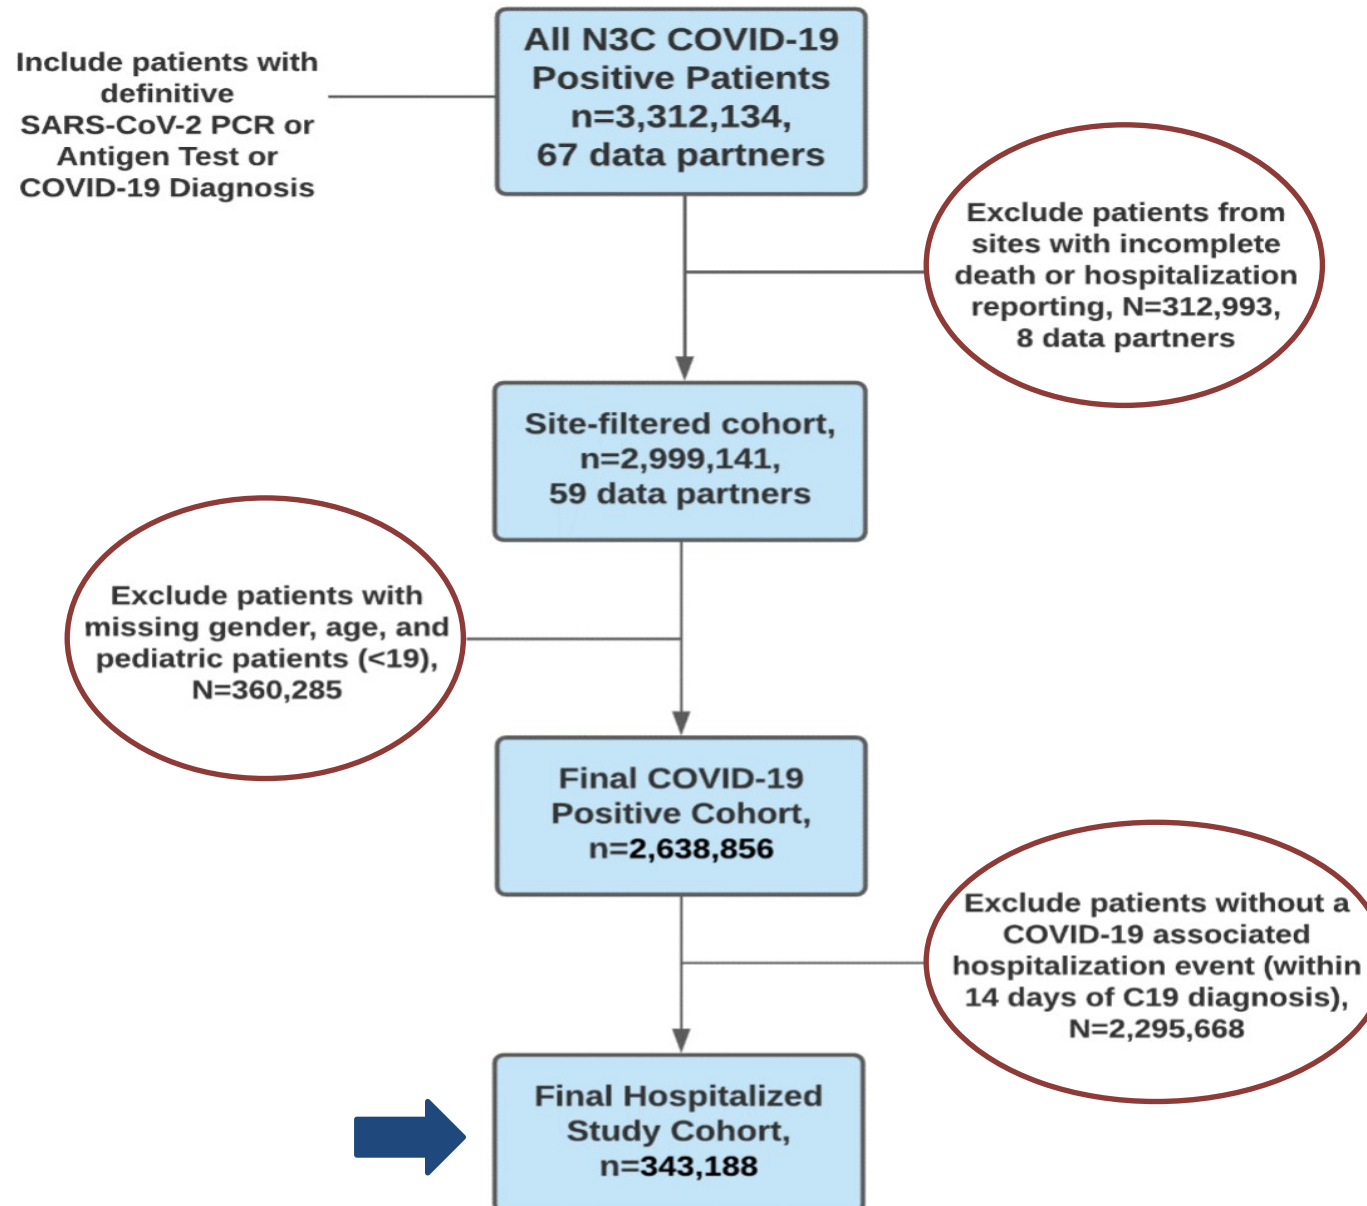 All N3C COVID-19
Positive Patients
n=3,312,134,
67 data partners
Include patients with
definitive
SARS-CoV-2 PCR or
Antigen Test or
COVID-19 Diagnosis
Exclude patients from
sites with incomplete
death or hospitalization
reporting, N=312,993,
8 data partners
Site-filtered cohort,
n=2,999,141,
59 data partners
Exclude patients with
missing gender, age, and
pediatric patients (<19),
N=360,285
Final COVID-19
Positive Cohort,
n=2,638,856
Exclude patients without a
COVID-19 associated
hospitalization event (within
14 days of C19 diagnosis),
N=2,295,668
Final Hospitalized
Study Cohort,
n=343,188